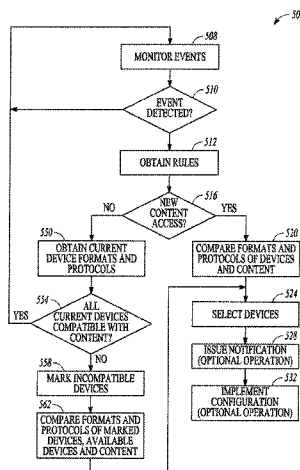 50
508
MONITOR EVENTS
510
EVENT
DETECTED?
512
OBTAIN RULES
516
NEW
CONTENT
ACCESS?
NO
YES
550
OBTAIN CURRENT
DEVICE FORMATS AND
PROTOCOLS
520
COMPARE FORMATS AND
PROTOCOLS OF DEVICES
AND CONTENT
554
ALL
CURRENT DEVICES
COMPATIBLE WITH
CONTENT?
YES
NO
524
SELECT DEVICES
528
ISSUE NOTIFICATION
(OPTIONAL OPERATION)
532
IMPLEMENT
CONFIGURATION
(OPTIONAL OPERATION)
558
MARK INCOMPATIBLE
DEVICES
562
COMPARE FORMATS AND
PROTOCOLS OF MARKED
DEVICES, AVAILABLE
DEVICES AND CONTENT